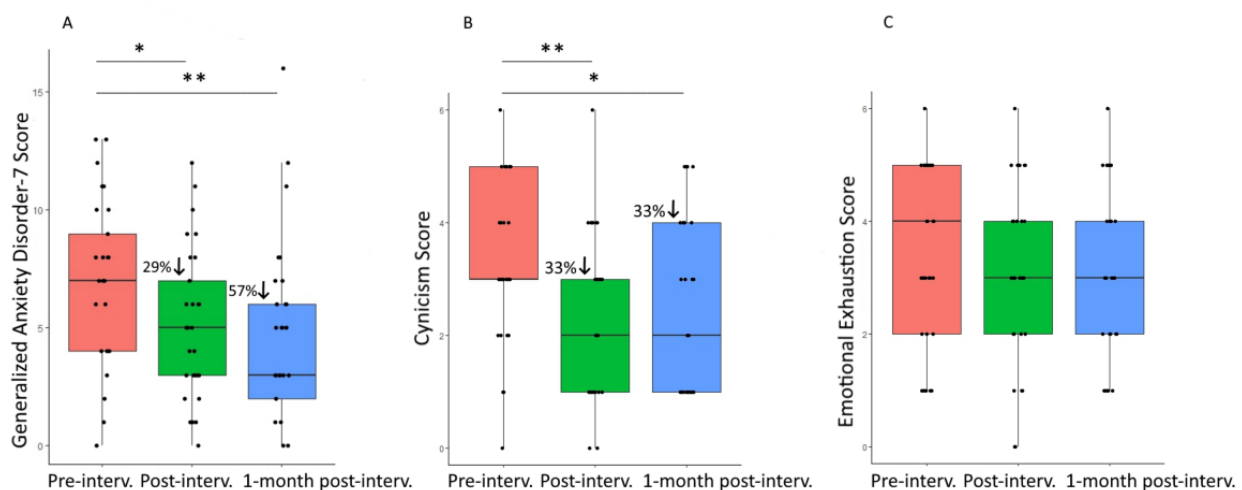 A
B
C
*
**
**
*
Generalized Anxiety Disorder-7 Score
15
10
5
0
29%↓
57%↓
Pre-interv. Post-interv. 1-month post-interv.
Cynicism Score
6
4
2
0
33%↓
33%↓
Pre-interv. Post-interv. 1-month post-interv.
Emotional Exhaustion Score
6
4
2
0
Pre-interv. Post-interv. 1-month post-interv.